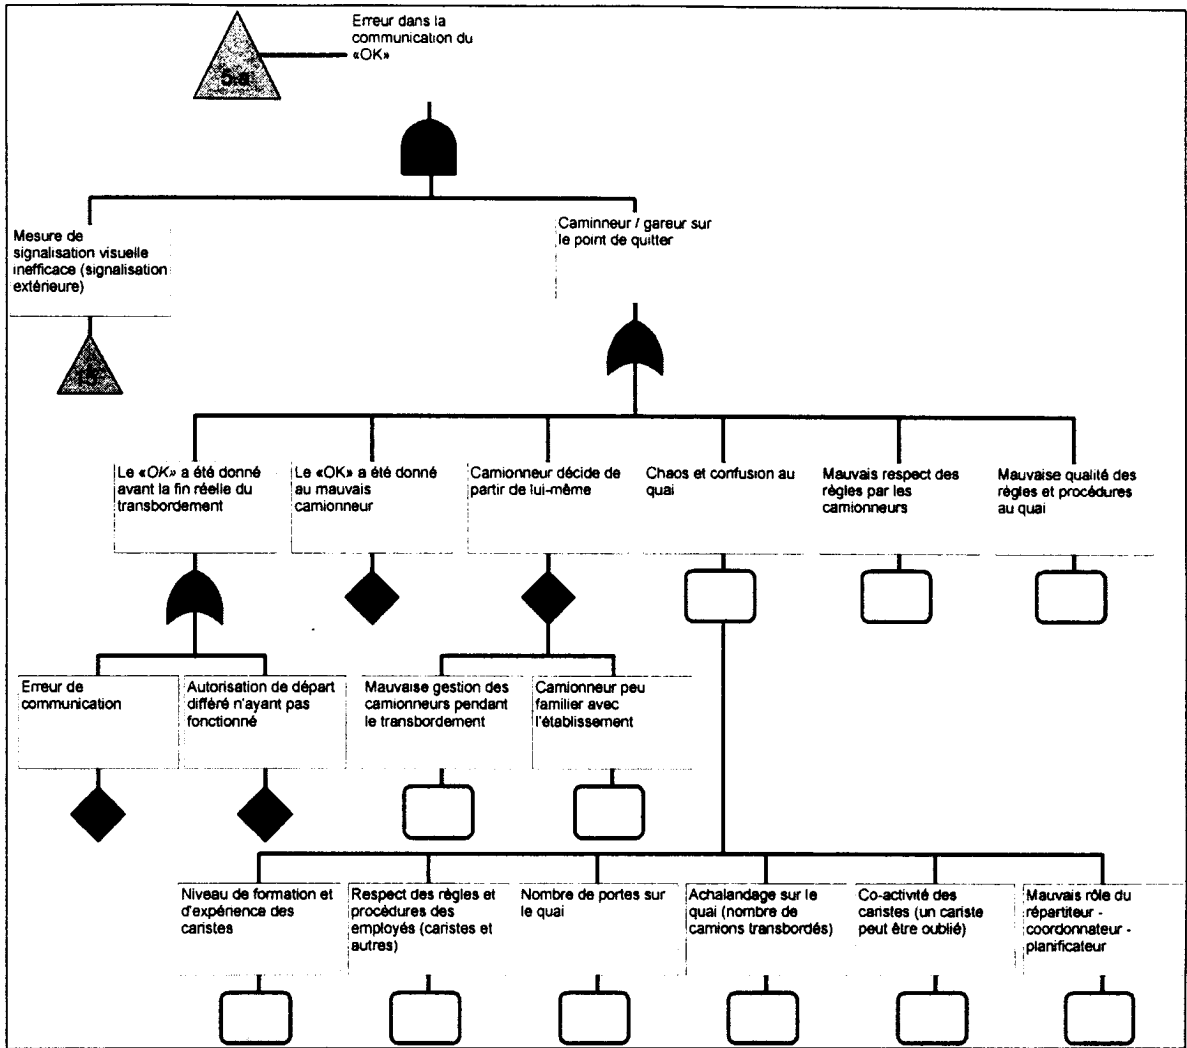 Erreur dans la
communication du
«OK»
5.a
Mesure de
signalisation visuelle
inefficace (signalisation
extérieure)
Caminneur / gareur sur
le point de quitter
15
Le «OK» a été donné
avant la fin réelle du
transbordement
Le «OK» a été donné
au mauvais
camionneur
Camionneur décide de
partir de lui-même
Chaos et confusion au
quai
Mauvais respect des
règles par les
camionneurs
Mauvaise qualité des
règles et procédures
au quai
Erreur de
communication
Autorisation de départ
différé n'ayant pas
fonctionné
Mauvaise gestion des
camionneurs pendant
le transbordement
Camionneur peu
familier avec
l'établissement
Niveau de formation et
d'expérience des
caristes
Respect des règles et
procédures des
employés (caristes et
autres)
Nombre de portes sur
le quai
Achalandage sur le
quai (nombre de
camions transbordés)
Co-activité des
caristes (un cariste
peut être oublié)
Mauvais rôle du
répartiteur -
coordonnateur -
planificateur